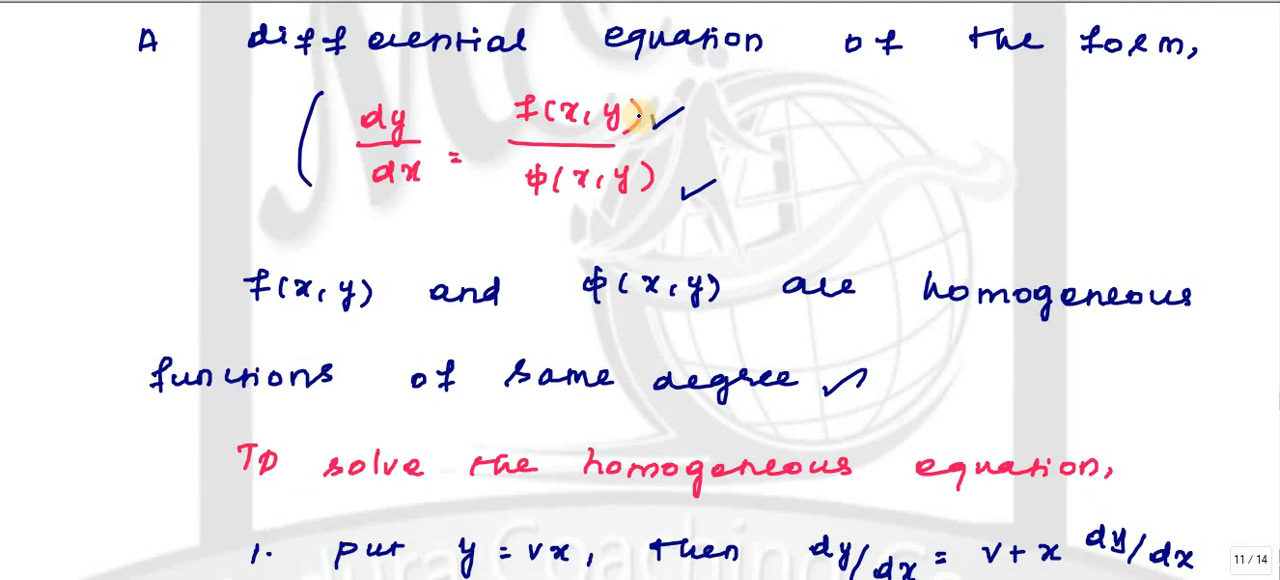 A differential equation of the form,
dy/dx = f(x, y)/φ(x, y)
f(x, y) and φ(x, y) are homogeneous
functions of same degree
To solve the homogeneous equation,
1. put y = vx, then dy/dx = v + x dy/dx
11 / 14